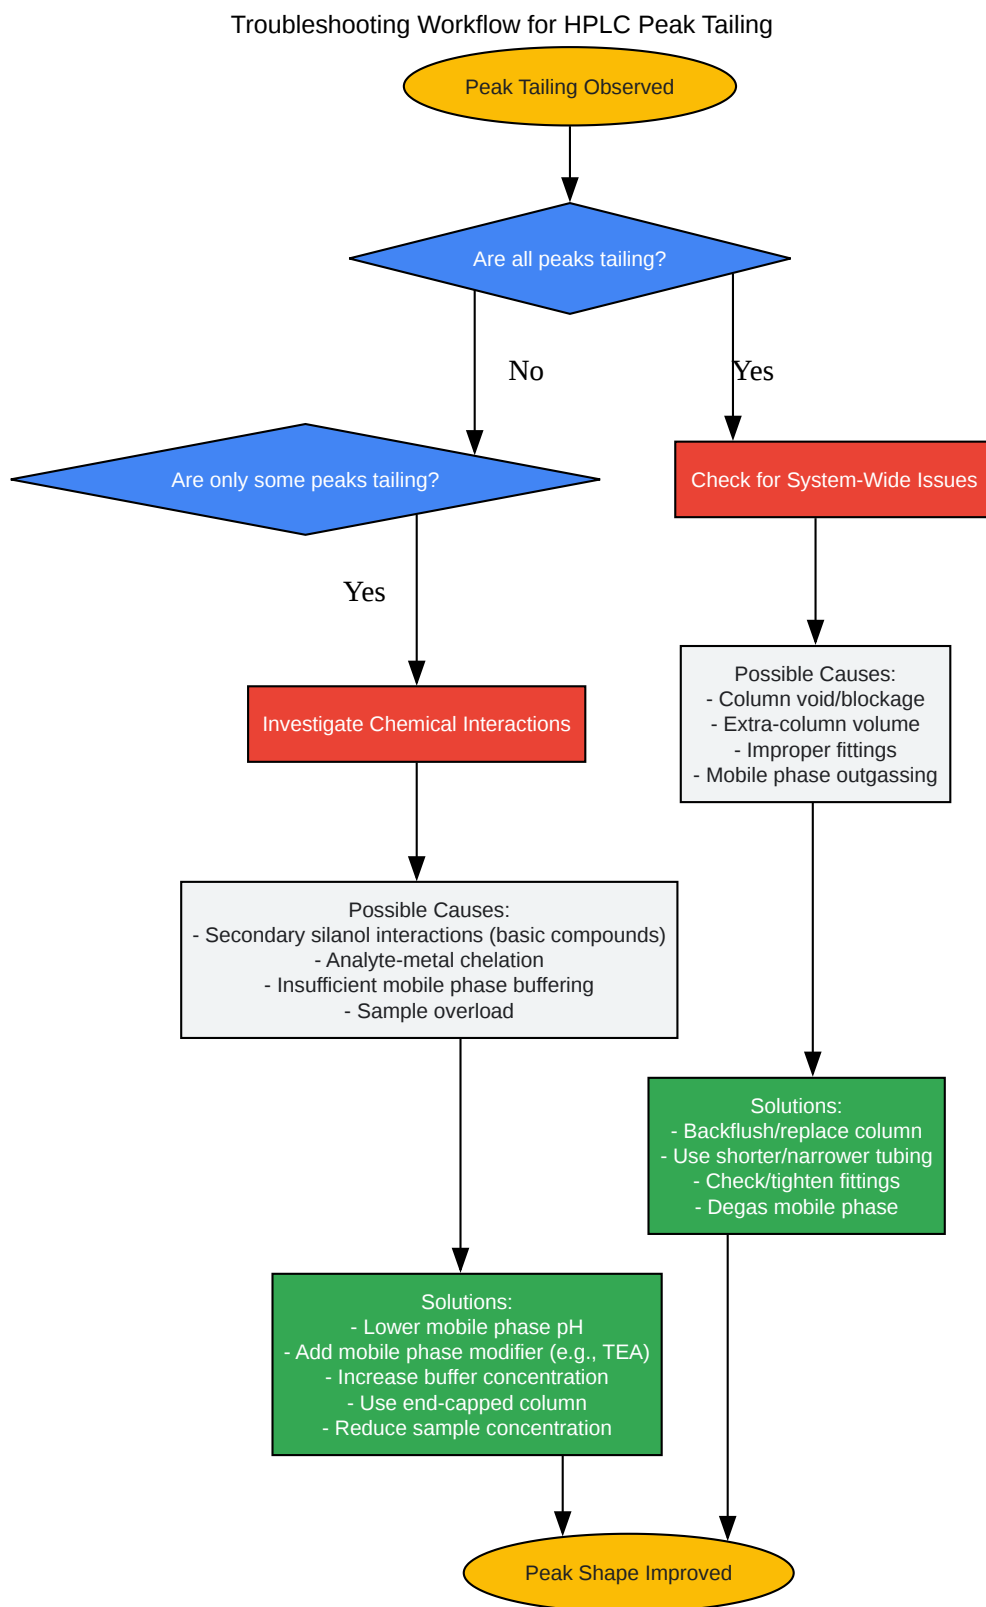 Troubleshooting Workflow for HPLC Peak Tailing
Peak Tailing Observed
Are all peaks tailing?
No
Yes
Are only some peaks tailing?
Check for System-Wide Issues
Yes
Possible Causes:
- Column void/blockage
- Extra-column volume
- Improper fittings
- Mobile phase outgassing
Investigate Chemical Interactions
Possible Causes:
- Secondary silanol interactions (basic compounds)
- Analyte-metal chelation
- Insufficient mobile phase buffering
- Sample overload
Solutions:
- Backflush/replace column
- Use shorter/narrower tubing
- Check/tighten fittings
- Degas mobile phase
Solutions:
- Lower mobile phase pH
- Add mobile phase modifier (e.g., TEA)
- Increase buffer concentration
- Use end-capped column
- Reduce sample concentration
Peak Shape Improved